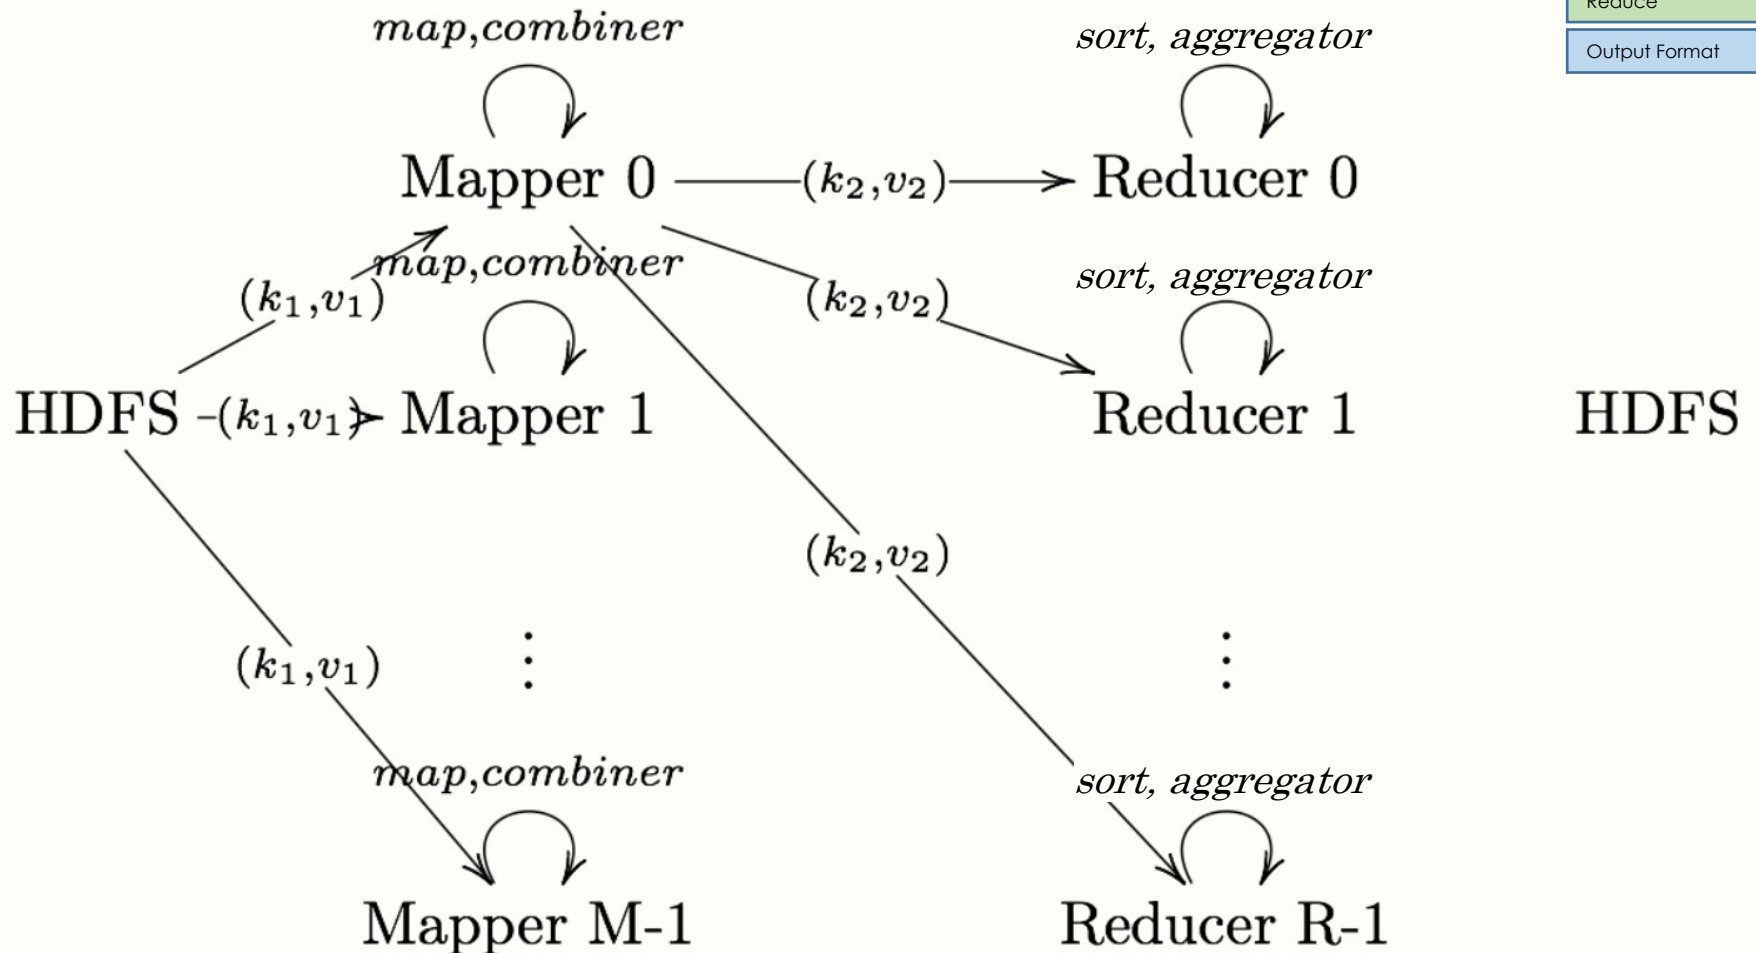 Reduce
Output Format
map,combiner
sort, aggregator
Mapper 0
(k₂,v₂)
Reducer 0
map,combiner
sort, aggregator
(k₁,v₁)
(k₂,v₂)
HDFS
(k₁,v₁)
Mapper 1
Reducer 1
HDFS
(k₂,v₂)
(k₁,v₁)
⋮
⋮
map,combiner
sort, aggregator
Mapper M-1
Reducer R-1